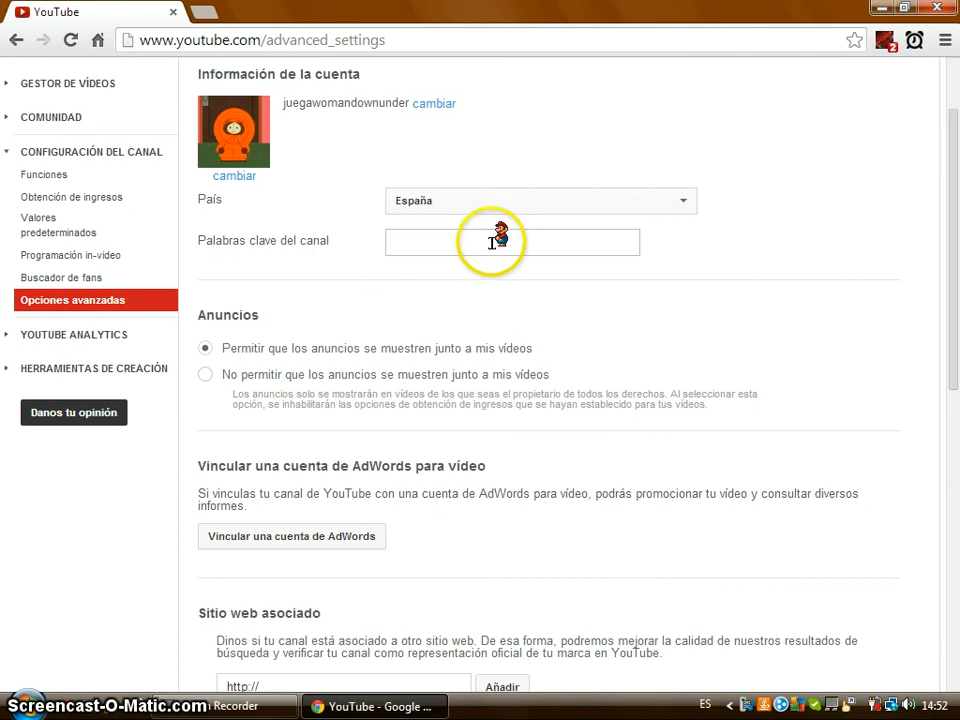 YouTube
www.youtube.com/advanced_settings
2
GESTOR DE VÍDEOS
COMUNIDAD
CONFIGURACIÓN DEL CANAL
Funciones
Obtención de ingresos
Valores
predeterminados
Programación in-video
Buscador de fans
Opciones avanzadas
YOUTUBE ANALYTICS
HERRAMIENTAS DE CREACIÓN
Danos tu opinión
Información de la cuenta
juegawomandownunder cambiar
cambiar
País
España
Palabras clave del canal
Anuncios
Permitir que los anuncios se muestren junto a mis vídeos
No permitir que los anuncios se muestren junto a mis vídeos
Los anuncios solo se mostrarán en vídeos de los que seas el propietario de todos los derechos. Al seleccionar esta
opción, se inhabilitarán las opciones de obtención de ingresos que se hayan establecido para tus vídeos.
Vincular una cuenta de AdWords para vídeo
Si vinculas tu canal de YouTube con una cuenta de AdWords para vídeo, podrás promocionar tu vídeo y consultar diversos
informes.
Vincular una cuenta de AdWords
Sitio web asociado
Dinos si tu canal está asociado a otro sitio web. De esa forma, podremos mejorar la calidad de nuestros resultados de
búsqueda y verificar tu canal como representación oficial de tu marca en YouTube.
http://
Añadir
Screencast-O-Matic.com
Recorder
YouTube - Google ...
ES
14:52